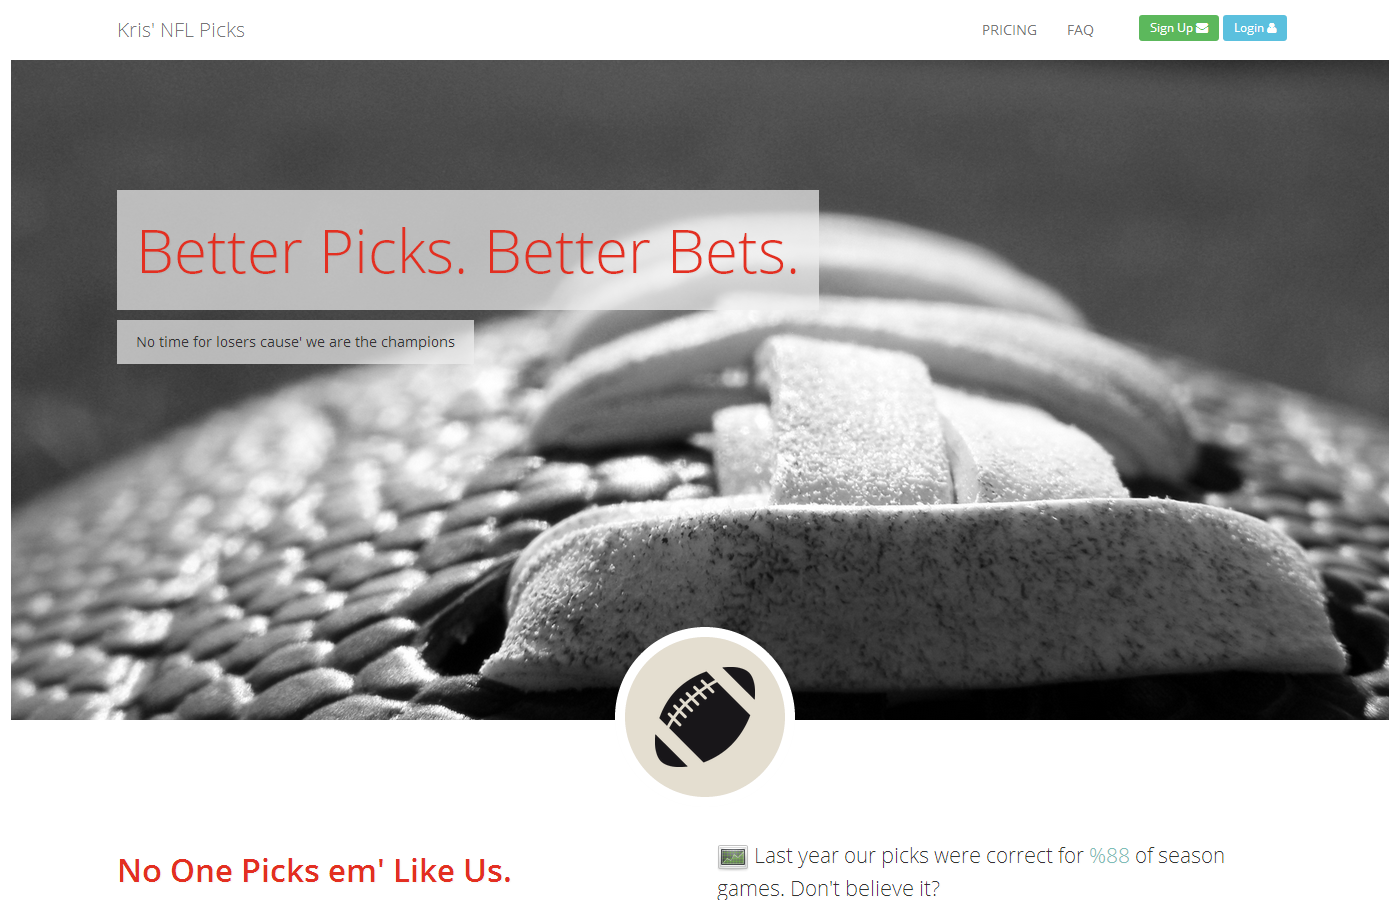 Kris' NFL Picks
PRICING
FAQ
Sign Up
Login
Better Picks. Better Bets.
No time for losers cause' we are the champions
No One Picks em' Like Us.
Last year our picks were correct for %88 of season
games. Don't believe it?